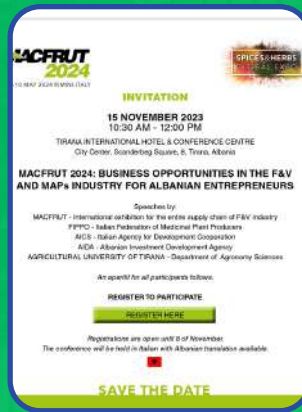 MACFRUT
2024
SPICES & HERBS
GLOBAL EXPO
INVITATION
15 NOVEMBER 2023
10:30 AM - 12:00 PM
TIRANA INTERNATIONAL HOTEL & CONFERENCE CENTRE
City Center, Scanderbeg Square, 8, Tirana, Albania
MACFRUT 2024: BUSINESS OPPORTUNITIES IN THE F&V
AND MAPs INDUSTRY FOR ALBANIAN ENTREPRENEURS
Speeches by:
MACFRUT - International exhibition for the entire supply chain of F&V industry
FIPPO - Italian Federation of Medicinal Plant Producers
AICS - Italian Agency for Development Cooperation
AIDA - Albanian Investment Development Agency
AGRICULTURAL UNIVERSITY OF TIRANA - Department of Agronomy Sciences
An aperitif for all participants follows.
REGISTER TO PARTICIPATE
REGISTER HERE
Registrations are open until 8 of November.
The conference will be held in Italian with Albanian translation available.
SAVE THE DATE